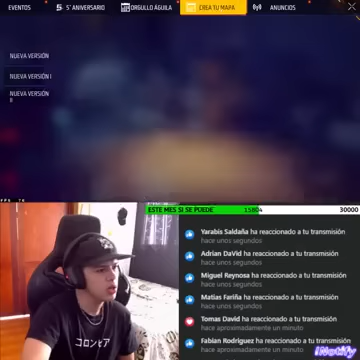 EVENTOS
5
5° ANIVERSARIO
ORGULLO ÁGUILA
CREA TU MAPA
ANUNCIOS
NUEVA VERSIÓN
NUEVA VERSIÓN I
NUEVA VERSIÓN
II
ESTE MES SI SE PUEDE
30000
Yarabis Saldaña ha reaccionado a tu transmisión
hace unos segundos
Adrian DaVid ha reaccionado a tu transmisión
hace unos segundos
Miguel Reynosa ha reaccionado a tu transmisión
hace unos segundos
Matías Fariña ha reaccionado a tu transmisión
hace unos segundos
Tomas David ha reaccionado a tu transmisión
hace aproximadamente un minuto
Fabian Rodriguez ha reaccionado a tu transmisión
hace aproximadamente un minuto